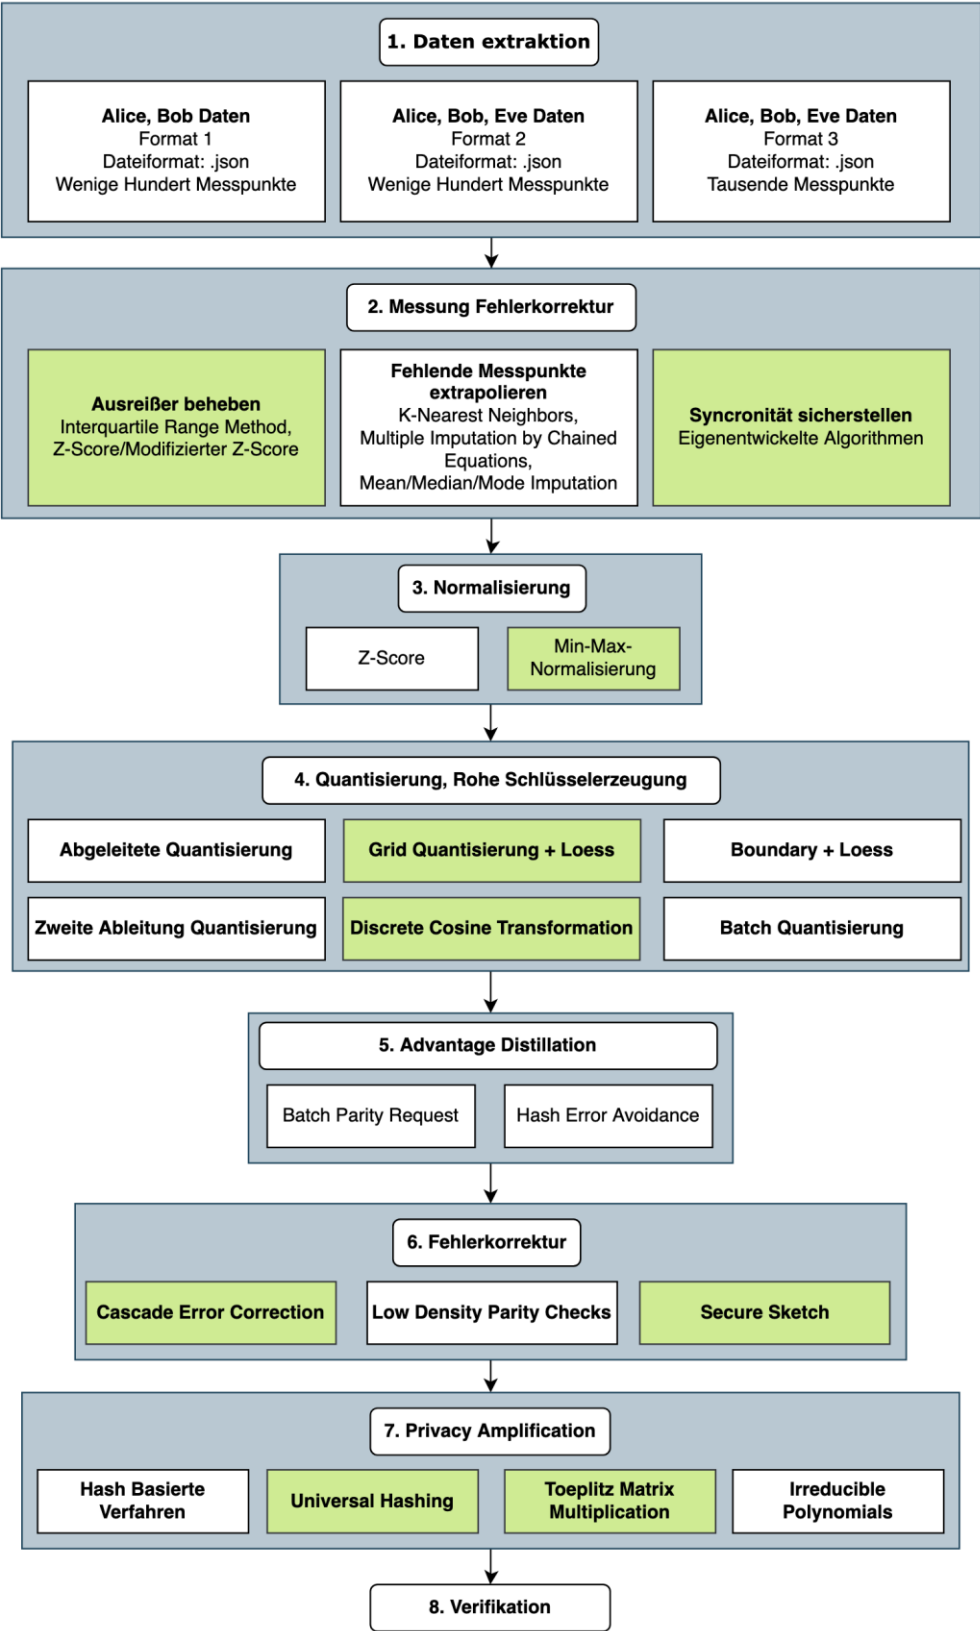 1. Daten extraktion
Alice, Bob Daten
Format 1
Dateiformat: .json
Wenige Hundert Messpunkte
Alice, Bob, Eve Daten
Format 2
Dateiformat: .json
Wenige Hundert Messpunkte
Alice, Bob, Eve Daten
Format 3
Dateiformat: .json
Tausende Messpunkte
2. Messung Fehlerkorrektur
Ausreißer beheben
Interquartile Range Method,
Z-Score/Modifizierter Z-Score
Fehlende Messpunkte
extrapolieren
K-Nearest Neighbors,
Multiple Imputation by Chained
Equations,
Mean/Median/Mode Imputation
Syncronität sicherstellen
Eigenentwickelte Algorithmen
3. Normalisierung
Z-Score
Min-Max-
Normalisierung
4. Quantisierung, Rohe Schlüsselerzeugung
Abgeleitete Quantisierung
Grid Quantisierung + Loess
Boundary + Loess
Zweite Ableitung Quantisierung
Discrete Cosine Transformation
Batch Quantisierung
5. Advantage Distillation
Batch Parity Request
Hash Error Avoidance
6. Fehlerkorrektur
Cascade Error Correction
Low Density Parity Checks
Secure Sketch
7. Privacy Amplification
Hash Basierte
Verfahren
Universal Hashing
Toeplitz Matrix
Multiplication
Irreducible
Polynomials
8. Verifikation